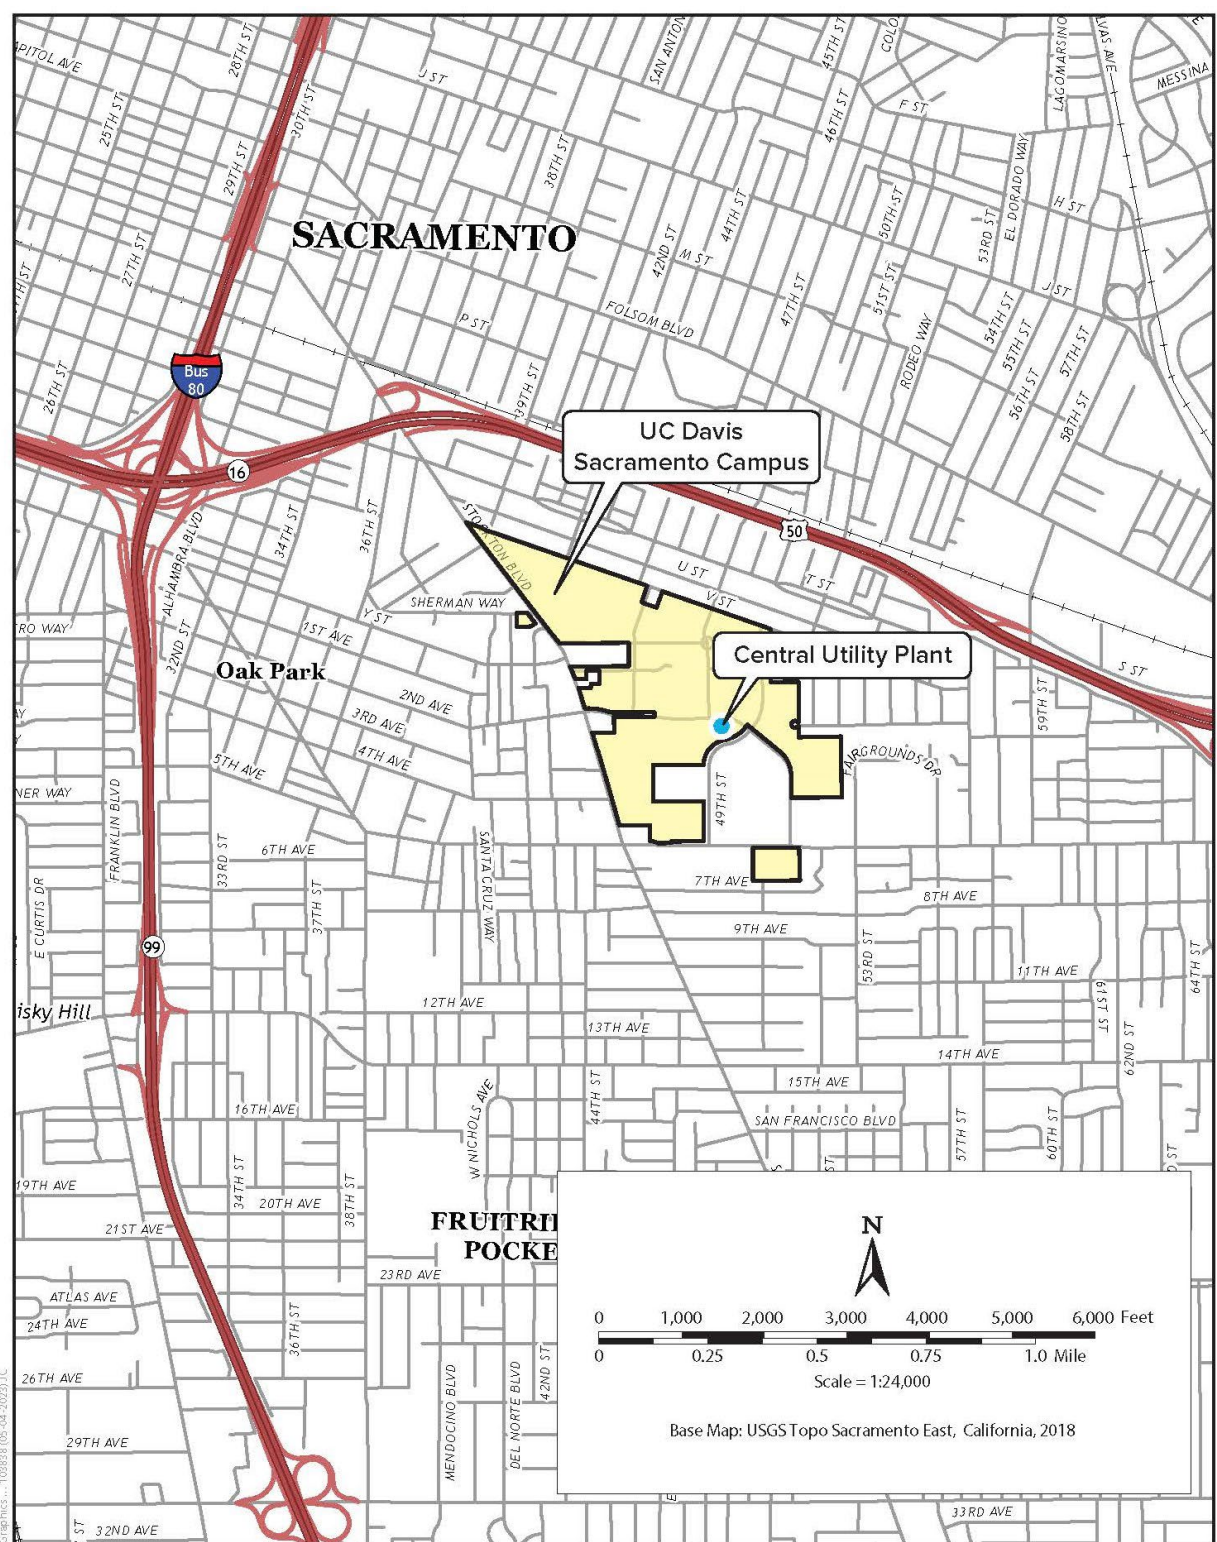 APITOL AVE
28TH ST
J ST
SAN ANTON
45TH ST
COLO
LVAS AVE
LAGOMARSINO
MESSINA
25TH ST
30TH ST
46TH ST
F ST
29TH ST
38TH ST
EL DORADO WAY
H ST
SACRAMENTO
27TH ST
42ND ST
44TH ST
M ST
50TH ST
53RD ST
51ST ST
J ST
47TH ST
P ST
FOLSOM BLVD
54TH ST
55TH ST
57TH ST
RODEO WAY
56TH ST
58TH ST
Bus
80
26TH ST
39TH ST
UC Davis
Sacramento Campus
16
50
34TH ST
36TH ST
STOCKTON BLVD
ALHAMBRA BLVD
U ST
T ST
V ST
SHERMAN WAY
Y ST
1ST AVE
32ND ST
Oak Park
Central Utility Plant
S ST
59TH ST
2ND AVE
3RD AVE
4TH AVE
5TH AVE
FAIRGROUNDS DR
NER WAY
FRANKLIN BLVD
49TH ST
33RD ST
6TH AVE
SANTA CRUZ WAY
7TH AVE
8TH AVE
E CURTIS DR
37TH ST
9TH AVE
53RD ST
99
11TH AVE
61ST ST
64TH ST
isky Hill
12TH AVE
13TH AVE
14TH AVE
62ND ST
15TH AVE
16TH AVE
W NICHOLS AVE
44TH ST
SAN FRANCISCO BLVD
57TH ST
60TH ST
19TH AVE
34TH ST
20TH AVE
38TH ST
21ST AVE
FRUITRI
POCKE
23RD AVE
ATLAS AVE
24TH AVE
36TH ST
26TH AVE
MENDOCINO BLVD
DEL NORTE BLVD
42ND ST
29TH AVE
32ND AVE
33RD AVE
N
0 1,000 2,000 3,000 4,000 5,000 6,000 Feet
0 0.25 0.5 0.75 1.0 Mile
Scale = 1:24,000
Base Map: USGS Topo Sacramento East, California, 2018